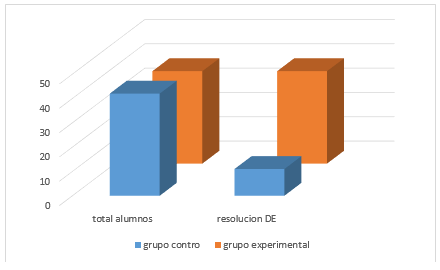 50
40
30
20
10
0
total alumnos
resolucion DE
grupo contro
grupo experimental